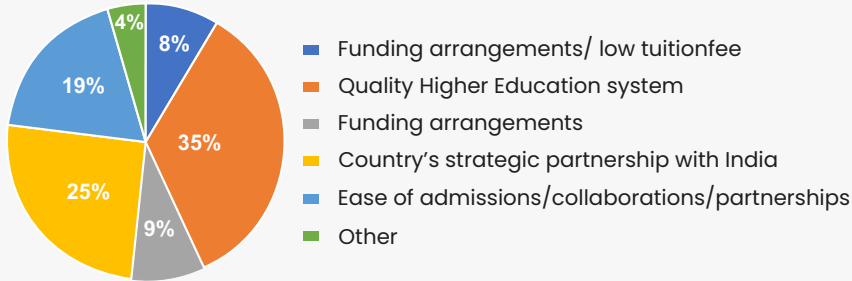 4%
8%
19%
35%
25%
9%
Funding arrangements/ low tuitionfee
Quality Higher Education system
Funding arrangements
Country’s strategic partnership with India
Ease of admissions/collaborations/partnerships
Other